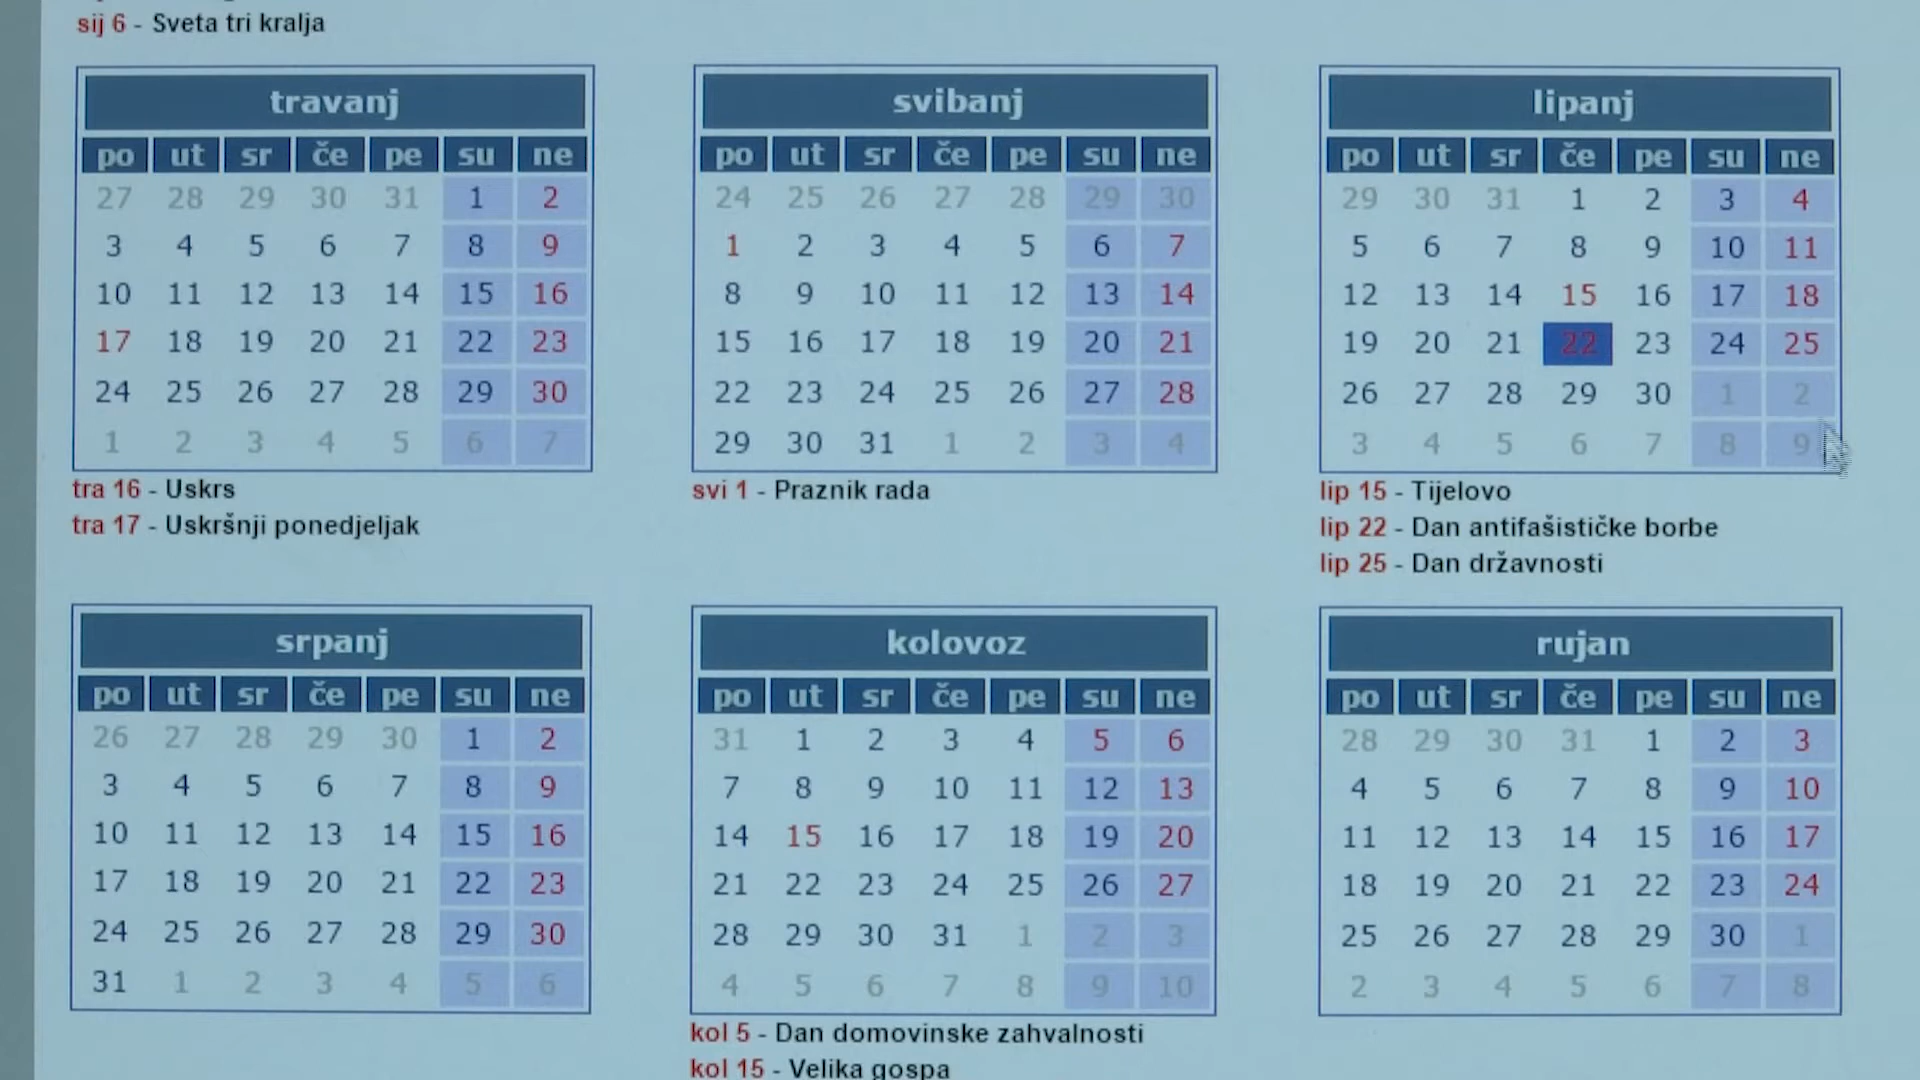 sij 6 - Sveta tri kralja
travanj
po ut sr če pe su ne
27 28 29 30 31 1 2
3 4 5 6 7 8 9
10 11 12 13 14 15 16
17 18 19 20 21 22 23
24 25 26 27 28 29 30
1 2 3 4 5 6 7
tra 16 - Uskrs
tra 17 - Uskršnji ponedjeljak
svibanj
po ut sr če pe su ne
24 25 26 27 28 29 30
1 2 3 4 5 6 7
8 9 10 11 12 13 14
15 16 17 18 19 20 21
22 23 24 25 26 27 28
29 30 31 1 2 3 4
svi 1 - Praznik rada
lipanj
po ut sr če pe su ne
29 30 31 1 2 3 4
5 6 7 8 9 10 11
12 13 14 15 16 17 18
19 20 21 22 23 24 25
26 27 28 29 30 1 2
3 4 5 6 7 8 9
lip 15 - Tijelovo
lip 22 - Dan antifašističke borbe
lip 25 - Dan državnosti
srpanj
po ut sr če pe su ne
26 27 28 29 30 1 2
3 4 5 6 7 8 9
10 11 12 13 14 15 16
17 18 19 20 21 22 23
24 25 26 27 28 29 30
31 1 2 3 4 5 6
kolovoz
po ut sr če pe su ne
31 1 2 3 4 5 6
7 8 9 10 11 12 13
14 15 16 17 18 19 20
21 22 23 24 25 26 27
28 29 30 31 1 2 3
4 5 6 7 8 9 10
kol 5 - Dan domovinske zahvalnosti
kol 15 - Velika gospa
rujan
po ut sr če pe su ne
28 29 30 31 1 2 3
4 5 6 7 8 9 10
11 12 13 14 15 16 17
18 19 20 21 22 23 24
25 26 27 28 29 30 1
2 3 4 5 6 7 8